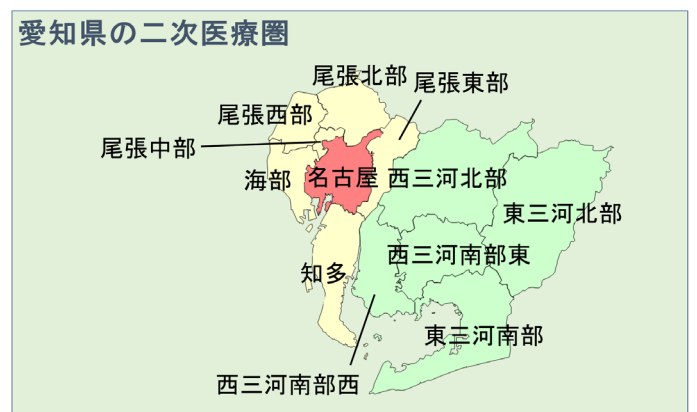 愛知県の二次医療圏
尾張北部
尾張東部
尾張西部
尾張中部
海部
名古屋
西三河北部
東三河北部
西三河南部東
知多
東三河南部
西三河南部西